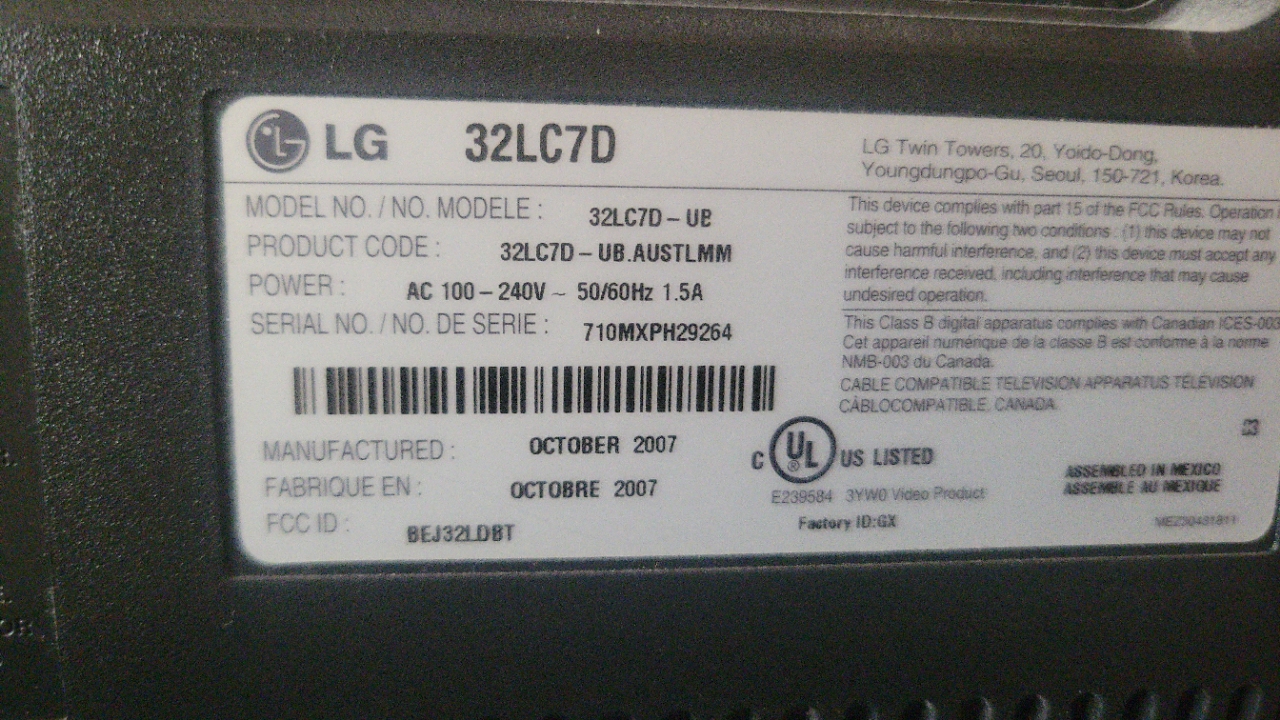 LG 32LC7D
LG Twin Towers, 20, Yoido-Dong,
Youngdungpo-Gu, Seoul, 150-721, Korea.
MODEL NO. / NO. MODELE : 32LC7D-UB
PRODUCT CODE : 32LC7D-UB.AUSTLMM
POWER : AC 100-240V ~ 50/60Hz 1.5A
SERIAL NO. / NO. DE SERIE : 710MXPH29264
MANUFACTURED : OCTOBER 2007
FABRIQUE EN : OCTOBRE 2007
FCC ID : BEJ32LDBT
This device complies with part 15 of the FCC Rules. Operation
subject to the following two conditions : (1) this device may not
cause harmful interference, and (2) this device must accept any
interference received, including interference that may cause
undesired operation.
This Class B digital apparatus complies with Canadian ICES-003
Cet appareil numérique de la classe B est conforme à la norme
NMB-003 du Canada.
CABLE COMPATIBLE TELEVISION APPARATUS TÉLÉVISION
CÂBLOCOMPATIBLE, CANADA.
C UL ® US LISTED
E239584 3YW0 Video Product
Factory ID:GX
ASSEMBLED IN MEXICO
ASSEMBLE AU MEXIQUE